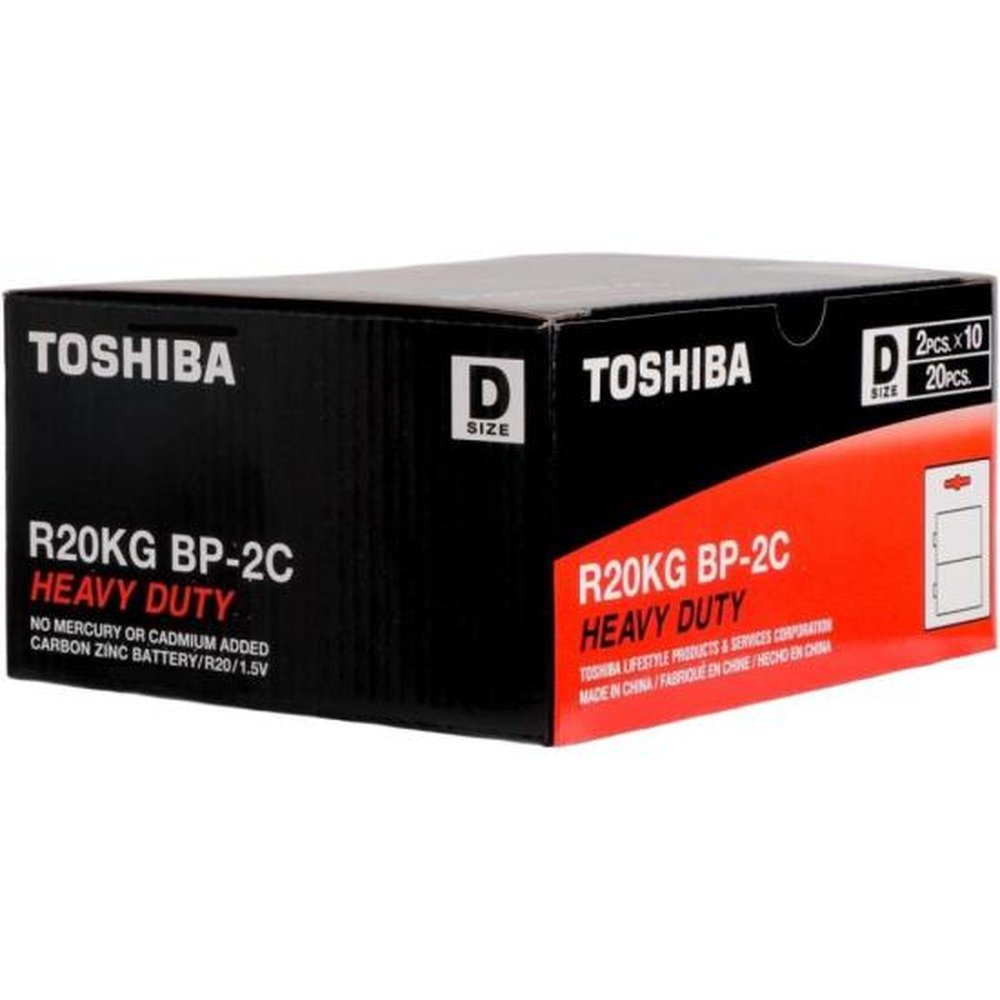 TOSHIBA
D
SIZE
R20KG BP-2C
HEAVY DUTY
NO MERCURY OR CADMIUM ADDED
CARBON ZINC BATTERY/R20/1.5V
TOSHIBA
D
SIZE
2PCS.×10
20PCS.
R20KG BP-2C
HEAVY DUTY
TOSHIBA LIFESTYLE PRODUCTS & SERVICES CORPORATION
MADE IN CHINA / FABRIQUÉ EN CHINE / HECHO EN CHINA